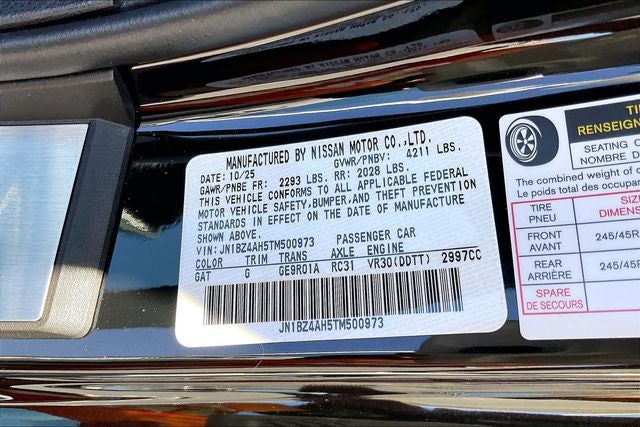 MANUFACTURED BY NISSAN MOTOR CO.,LTD.
DATE: 10/25 GVWR/PNBV: 4211 LBS.
GAWR/PNBE FR: 2293 LBS. RR: 2028 LBS.
THIS VEHICLE CONFORMS TO ALL APPLICABLE FEDERAL
MOTOR VEHICLE SAFETY,BUMPER,AND THEFT PREVENTION
STANDARDS IN EFFECT ON THE DATE OF MANUFACTURE
SHOWN ABOVE.
VIN: JN1BZ4AH5TM500973 PASSENGER CAR
COLOR TRIM TRANS AXLE ENGINE
GAT G GE9R01A RC31 VR30(DDTT) 2997CC
JN1BZ4AH5TM500973
RENSEIGN
SEATING
NOMBRE D
The combined weight of
Le poids total des
TIRE
PNEU
DIMENS
FRONT
AVANT
245/45R
REAR
ARRIÈRE
245/45R
SPARE
DE SECOURS